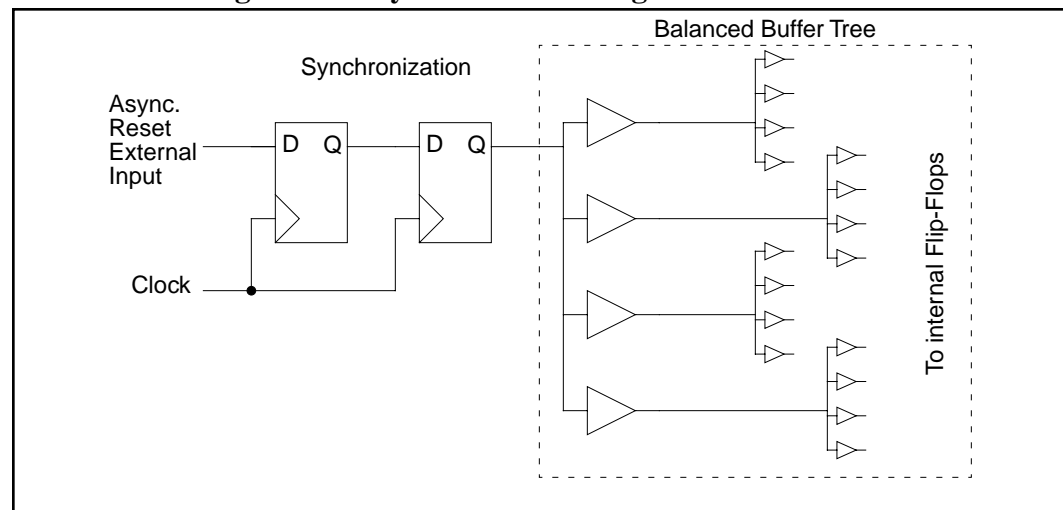 Balanced Buffer Tree
Synchronization
Async.
Reset
External
Input
D Q
D Q
Clock
To internal Flip-Flops